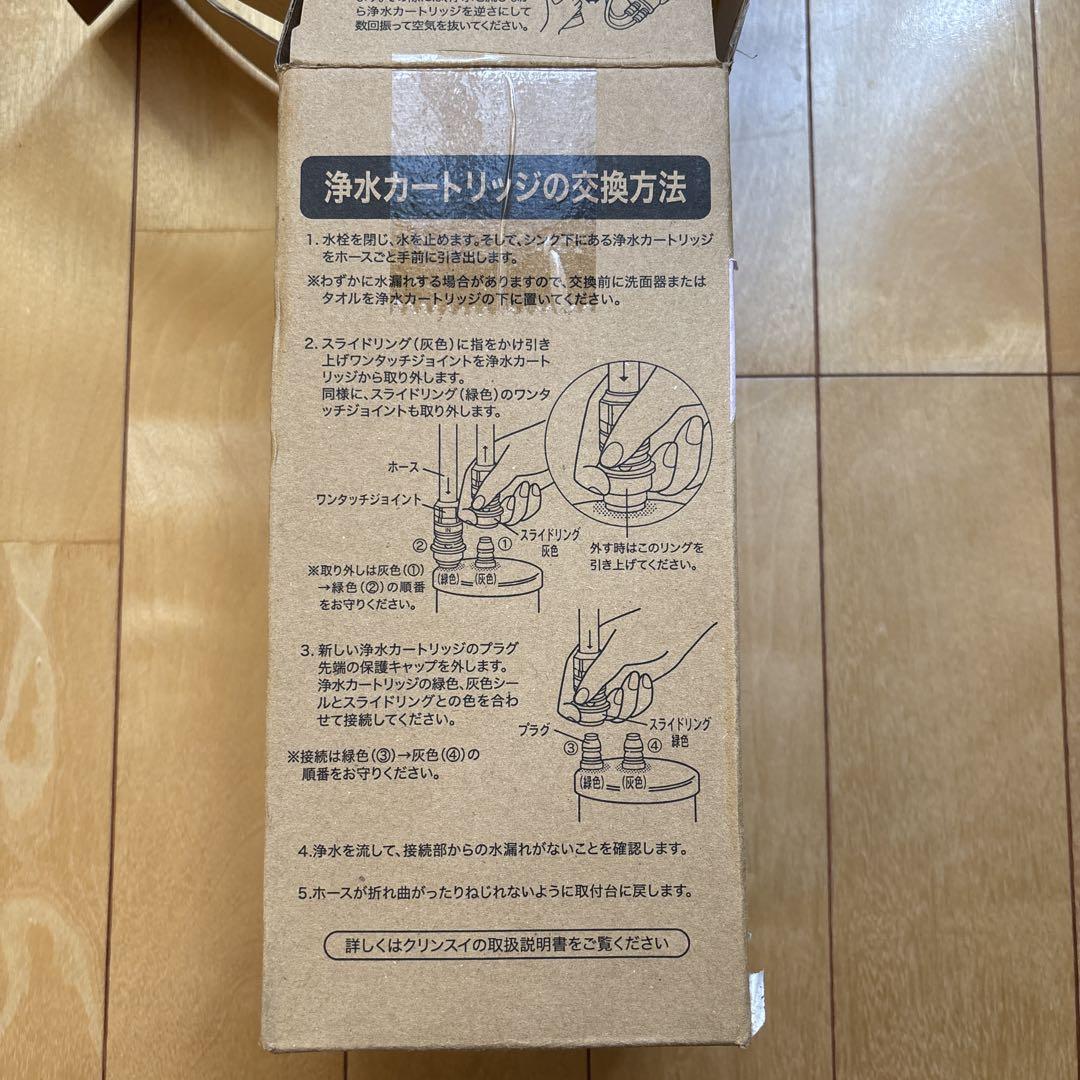 ら浄水カートリッジを逆さにして
数回振って空気を抜いてください。
浄水カートリッジの交換方法
1. 水栓を閉じ、水を止めます。そして、シンク下にある浄水カートリッジ
をホースごと手前に引き出します。
※わずかに水漏れする場合がありますので、交換前に洗面器または
タオルを浄水カートリッジの下に置いてください。
2. スライドリング(灰色)に指をかけ引き
上げワンタッチジョイントを浄水カート
リッジから取り外します。
同様に、スライドリング(緑色)のワンタ
ッチジョイントも取り外します。
ホース
ワンタッチジョイント
IN
スライドリング
灰色
② ①
(緑色) (灰色)
外す時はこのリングを
引き上げてください。
※取り外しは灰色(①)
→緑色(②)の順番
をお守りください。
3. 新しい浄水カートリッジのプラグ
先端の保護キャップを外します。
浄水カートリッジの緑色、灰色シー
ルとスライドリングとの色を合わ
せて接続してください。
※接続は緑色(③)→灰色(④)の
順番をお守りください。
プラグ
スライドリング
緑色
③ ④
(緑色) (灰色)
4.浄水を流して、接続部からの水漏れがないことを確認します。
5.ホースが折れ曲がったりねじれないように取付台に戻します。
詳しくはクリンスイの取扱説明書をご覧ください